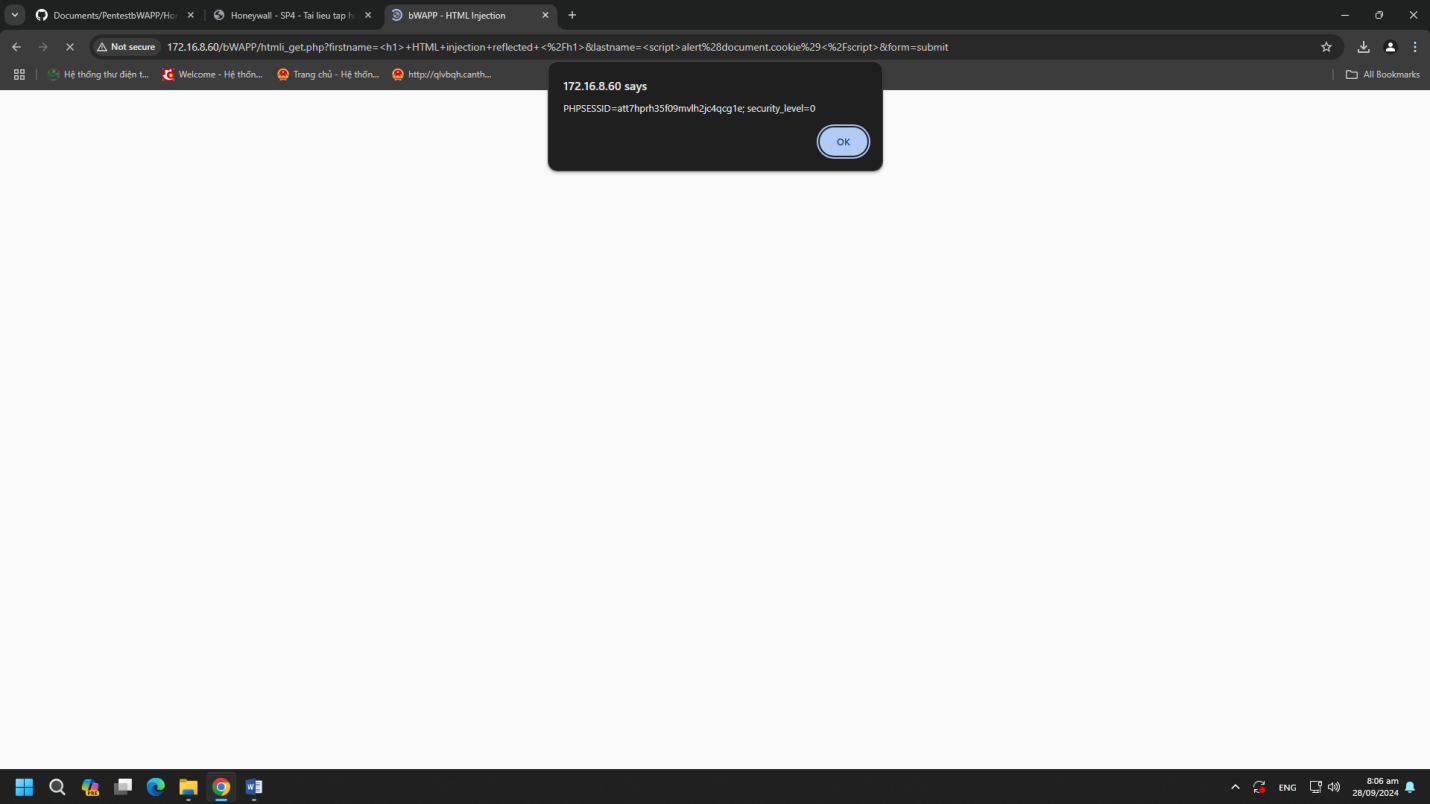 Documents/PentestbWAPP/Ho
Honeywall - SP4 - Tai lieu tap h
bWAPP - HTML Injection
Not secure
172.16.8.60/bWAPP/htmli_get.php?firstname=<h1>+HTML+injection+reflected+<%2Fh1>&lastname=<script>alert%28document.cookie%29<%2Fscript>&form=submit
Hệ thống thư điện t...
Welcome - Hệ thốn...
Trang chủ - Hệ thốn...
http://qlvbqh.canth...
All Bookmarks
172.16.8.60 says
PHPSESSID=att7hprh35f09mvlh2jc4qcg1e; security_level=0
OK
PRE
W
ENG
8:06 am
28/09/2024